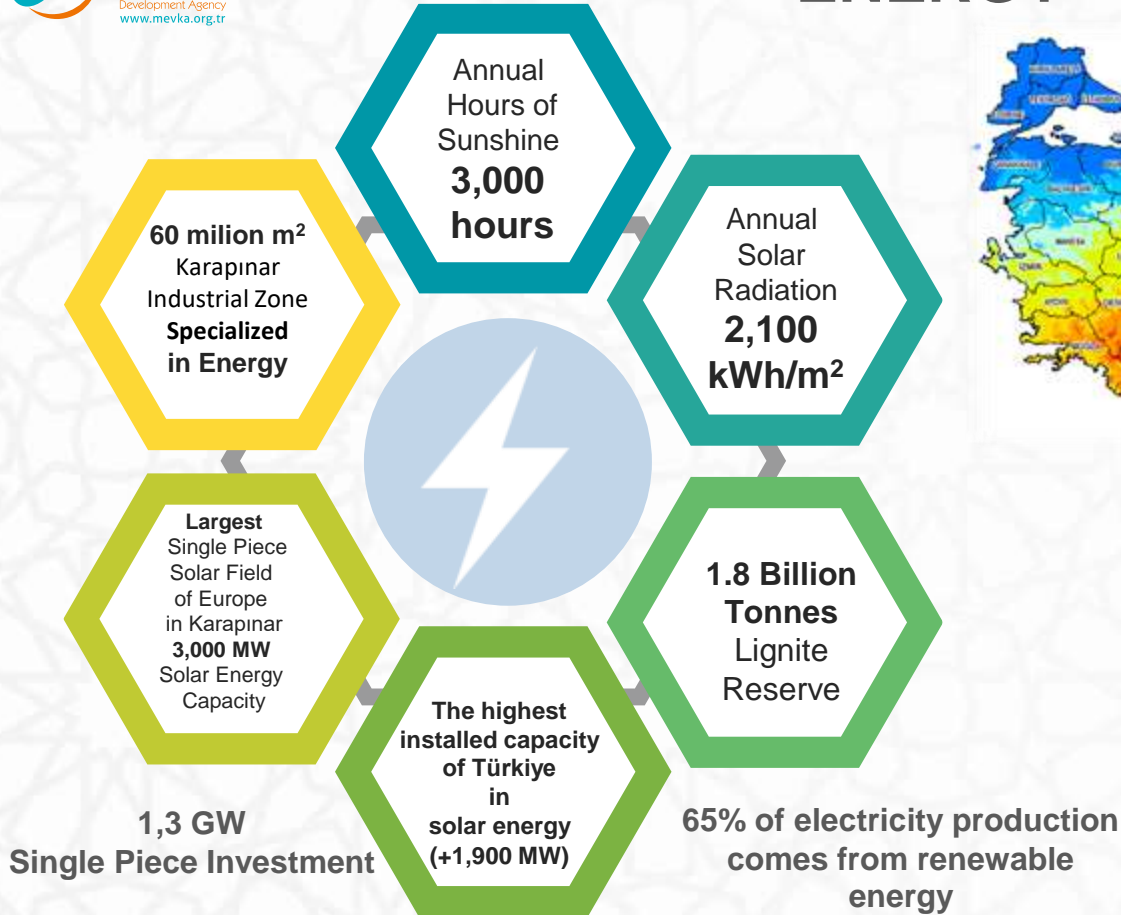 Development Agency
www.mevka.org.tr
Annual
Hours of
Sunshine
3,000
hours
60 milion m²
Karapınar
Industrial Zone
Specialized
in Energy
Annual
Solar
Radiation
2,100
kWh/m²
Largest
Single Piece
Solar Field
of Europe
in Karapınar
3,000 MW
Solar Energy
Capacity
1.8 Billion
Tonnes
Lignite
Reserve
The highest
installed capacity
of Türkiye
in
solar energy
(+1,900 MW)
1,3 GW
Single Piece Investment
65% of electricity production
comes from renewable
energy